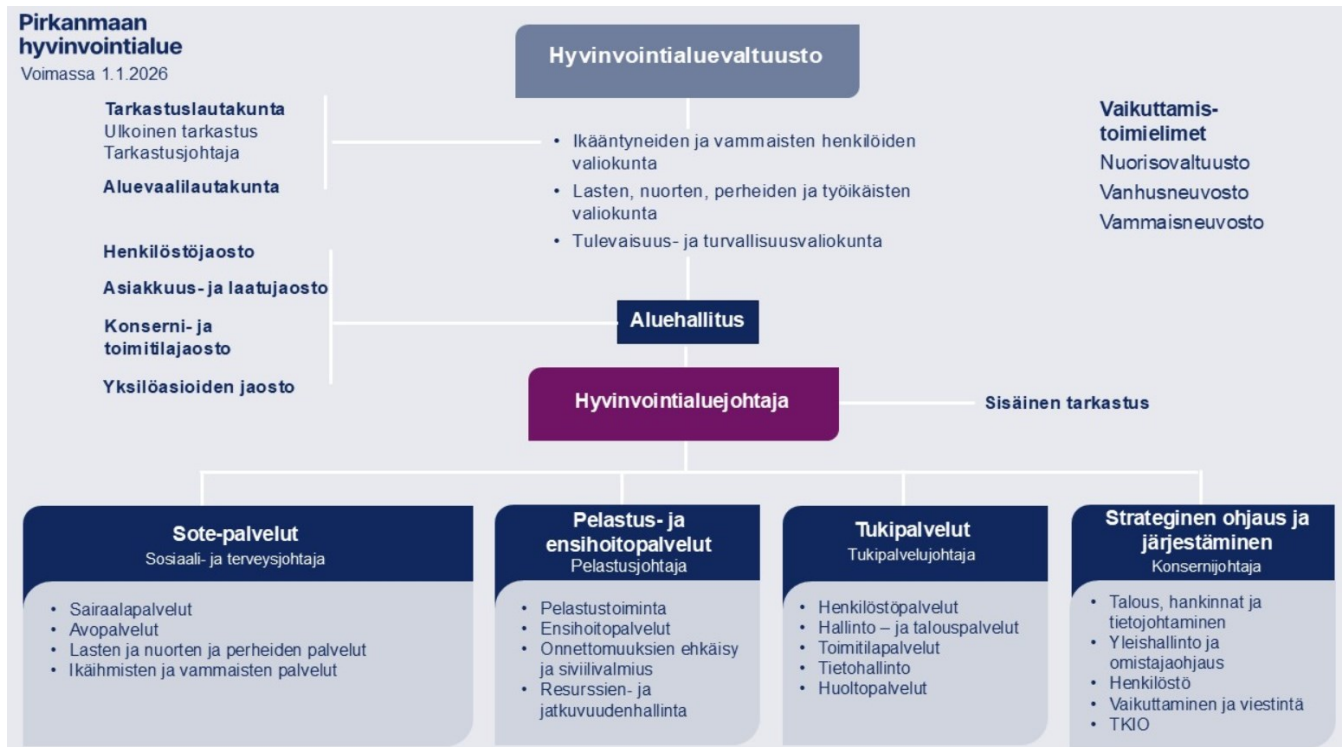 Pirkanmaan
hyvinvointialue
Voimassa 1.1.2026
Hyvinvointialuevaltuusto
Tarkastuslautakunta
Ulkoinen tarkastus
Tarkastusjohtaja
Aluevaalilautakunta
• Ikääntyneiden ja vammaisten henkilöiden
valiokunta
• Lasten, nuorten, perheiden ja työikäisten
valiokunta
• Tulevaisuus- ja turvallisuusvaliokunta
Vaikuttamis-
toimielimet
Nuorisovaltuusto
Vanhusneuvosto
Vammaisneuvosto
Henkilöstöjaosto
Asiakkuus- ja laatujaosto
Konserni- ja
toimitilajaosto
Yksilöasioiden jaosto
Aluehallitus
Hyvinvointialuejohtaja
Sisäinen tarkastus
Sote-palvelut
Sosiaali- ja terveysjohtaja
• Sairaalapalvelut
• Avopalvelut
• Lasten ja nuorten ja perheiden palvelut
• Ikäihmisten ja vammaisten palvelut
Pelastus- ja
ensihoitopalvelut
Pelastusjohtaja
• Pelastustoiminta
• Ensihoitopalvelut
• Onnettomuuksien ehkäisy
ja siviilivalmius
• Resurssien- ja
jatkuvuudenhallinta
Tukipalvelut
Tukipalvelujohtaja
• Henkilöstöpalvelut
• Hallinto – ja talouspalvelut
• Toimitilapalvelut
• Tietohallinto
• Huoltopalvelut
Strateginen ohjaus ja
järjestäminen
Konsernijohtaja
• Talous, hankinnat ja
tietojohtaminen
• Yleishallinto ja
omistajaohjaus
• Henkilöstö
• Vaikuttaminen ja viestintä
• TKIO